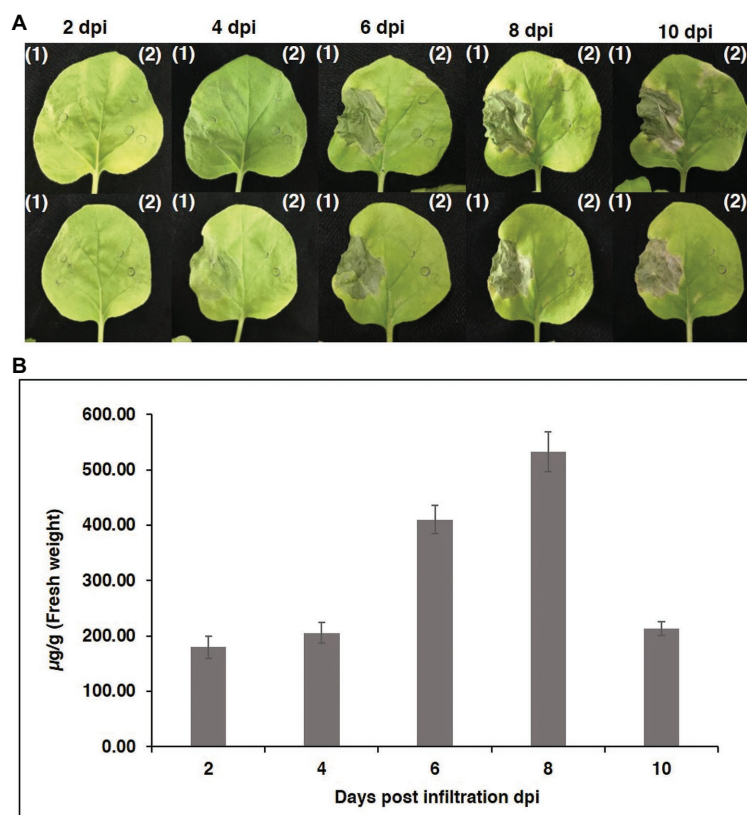 A
2 dpi 4 dpi 6 dpi 8 dpi 10 dpi
(1) (2) (1) (2) (1) (2) (1) (2) (1) (2)
(1) (2) (1) (2) (1) (2) (1) (2) (1) (2)
B
600.00
500.00
400.00
300.00
200.00
100.00
0.00
µg/g (Fresh weight)
2 4 6 8 10
Days post infiltration dpi